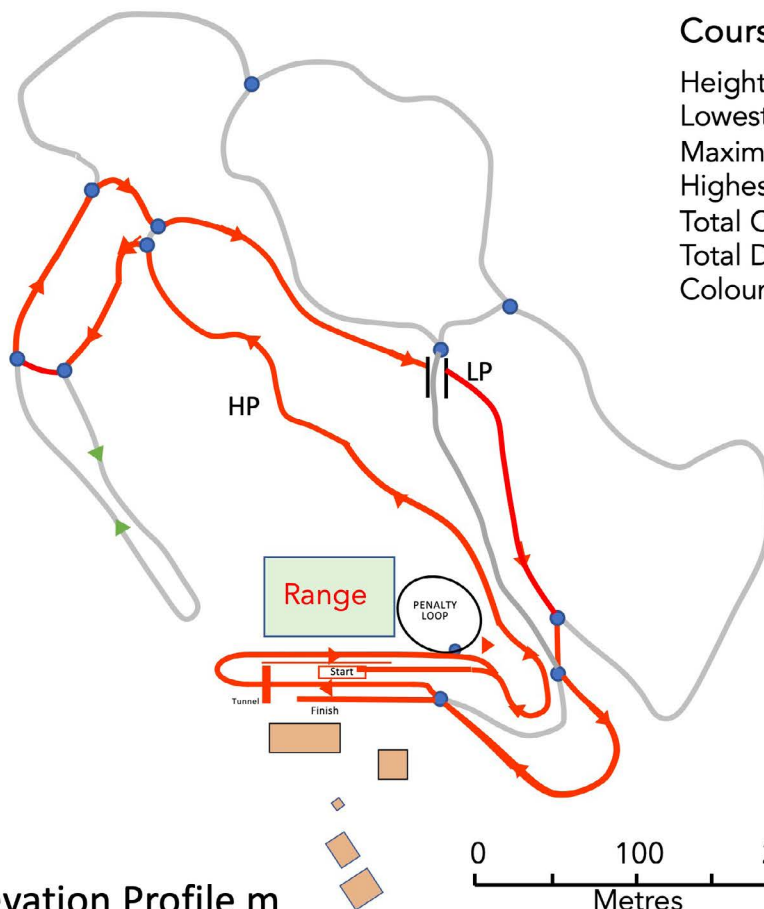 Cours
Height
Lowest
Maxim
Highes
Total C
Total D
Colour
LP
HP
Range
PENALTY
LOOP
Start
Tunnel
Finish
0 100
Metres
evation Profile m